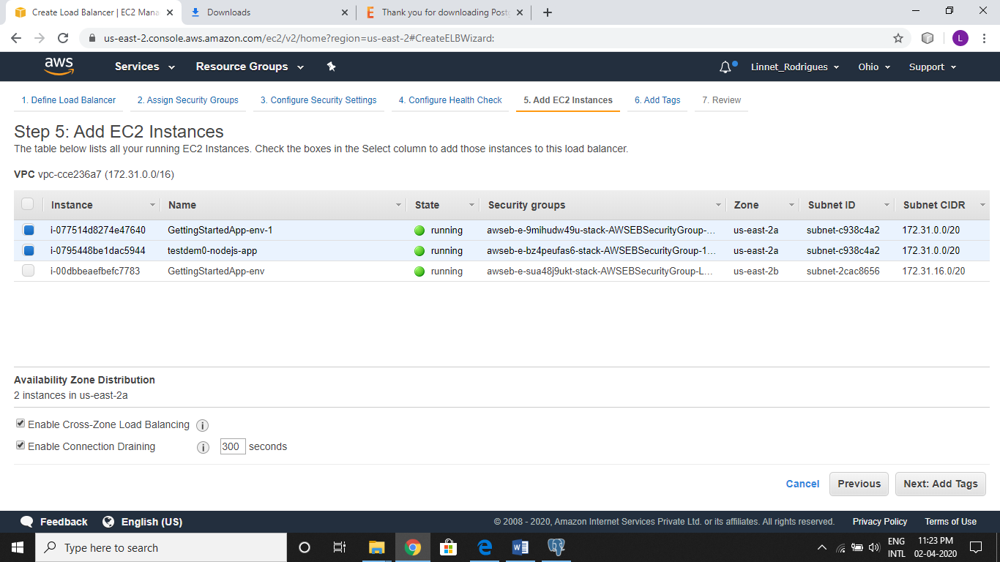 Create Load Balancer | EC2 Mana
Downloads
Thank you for downloading Postg
us-east-2.console.aws.amazon.com/ec2/v2/home?region=us-east-2#CreateELBWizard:
L
aws
Services
Resource Groups
Linnet_Rodrigues
Ohio
Support
1. Define Load Balancer
2. Assign Security Groups
3. Configure Security Settings
4. Configure Health Check
5. Add EC2 Instances
6. Add Tags
7. Review
Step 5: Add EC2 Instances
The table below lists all your running EC2 Instances. Check the boxes in the Select column to add those instances to this load balancer.
VPC vpc-cce236a7 (172.31.0.0/16)
Instance Name State Security groups Zone Subnet ID Subnet CIDR
i-077514d8274e47640 GettingStartedApp-env-1 running awseb-e-9mihudw49u-stack-AWSEBSecurityGroup-... us-east-2a subnet-c938c4a2 172.31.0.0/20
i-0795448be1dac5944 testdem0-nodejs-app running awseb-e-bz4peufas6-stack-AWSEBSecurityGroup-1... us-east-2a subnet-c938c4a2 172.31.0.0/20
i-00dbbeaefbefc7783 GettingStartedApp-env running awseb-e-sua48j9ukt-stack-AWSEBSecurityGroup-L... us-east-2b subnet-2cac8656 172.31.16.0/20
Availability Zone Distribution
2 instances in us-east-2a
Enable Cross-Zone Load Balancing i
Enable Connection Draining i 300 seconds
Cancel
Previous
Next: Add Tags
Feedback
English (US)
© 2008 - 2020, Amazon Internet Services Private Ltd. or its affiliates. All rights reserved.
Privacy Policy
Terms of Use
Type here to search
ENG
INTL
11:23 PM
02-04-2020